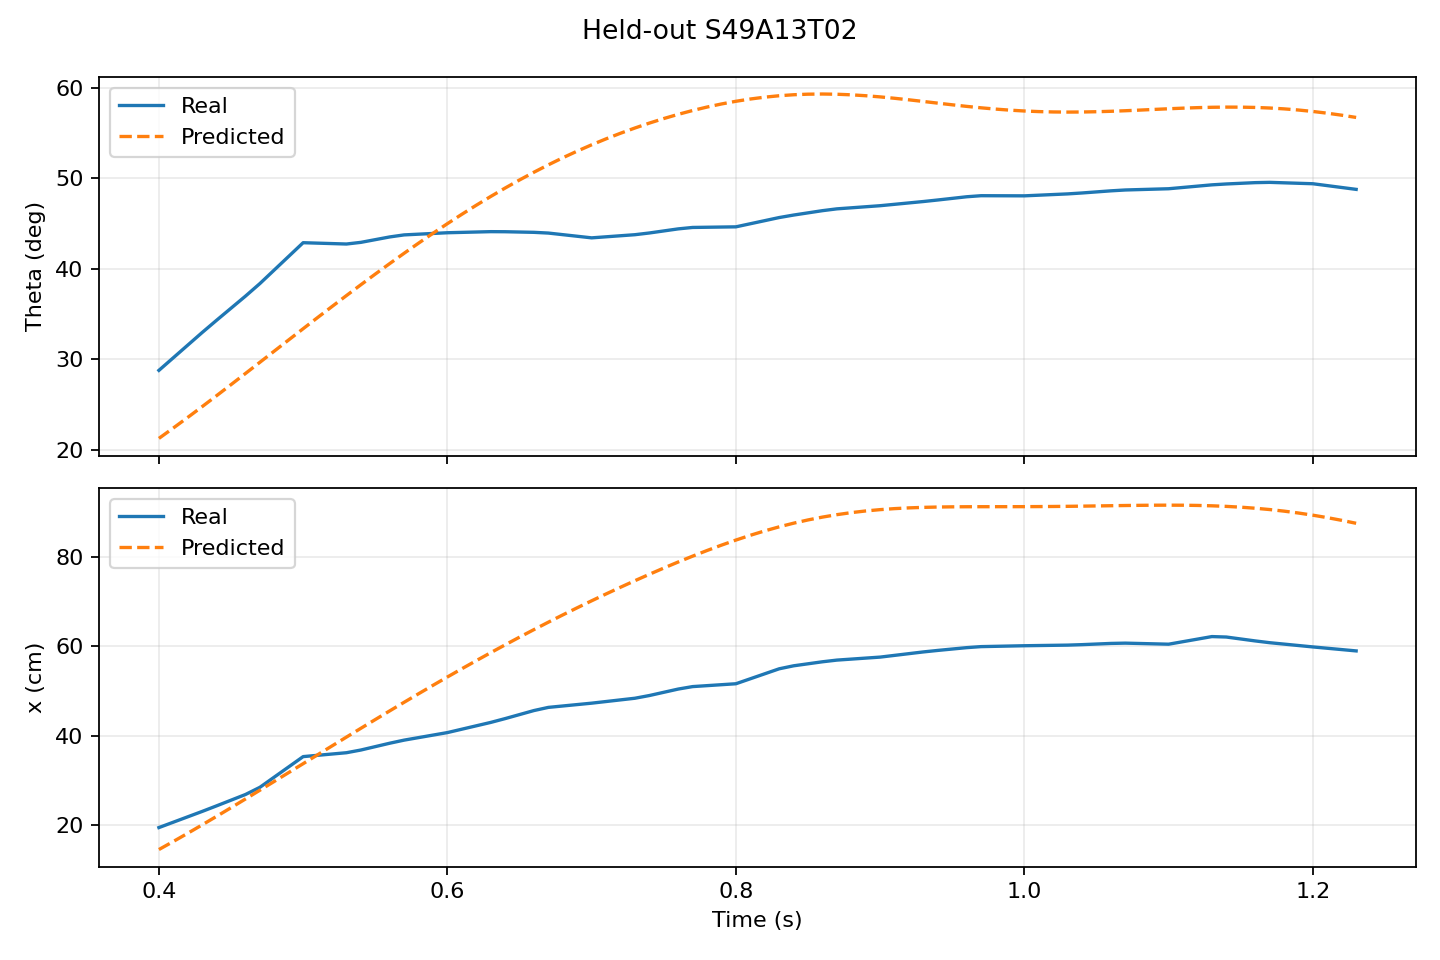 Held-out S49A13T02
60
50
40
30
20
Theta (deg)
Real
Predicted
80
60
40
20
x (cm)
Real
Predicted
0.4 0.6 0.8 1.0 1.2
Time (s)